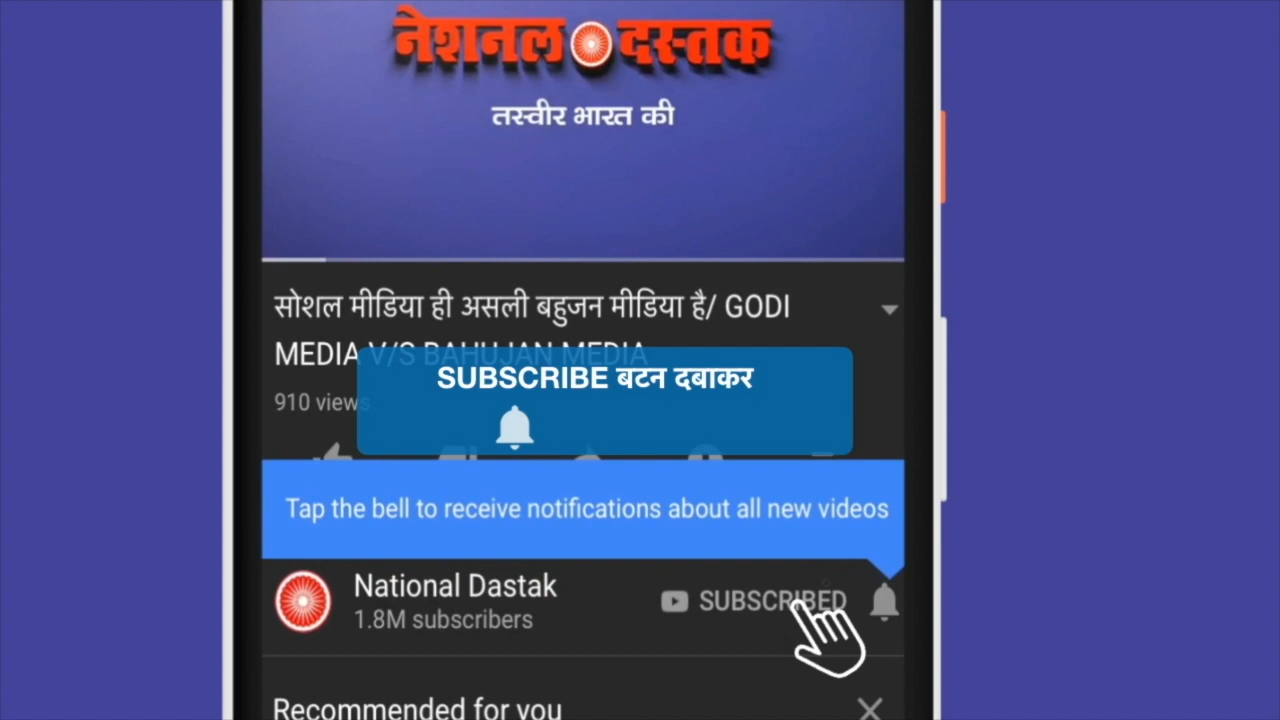 नेशनल दस्तक
तस्वीर भारत की
सोशल मीडिया ही असली बहुजन मीडिया है/ GODI
MEDIA V/S BAHUJAN MEDIA
910 views
SUBSCRIBE बटन दबाकर
Tap the bell to receive notifications about all new videos
National Dastak
1.8M subscribers
SUBSCRIBED
Recommended for you